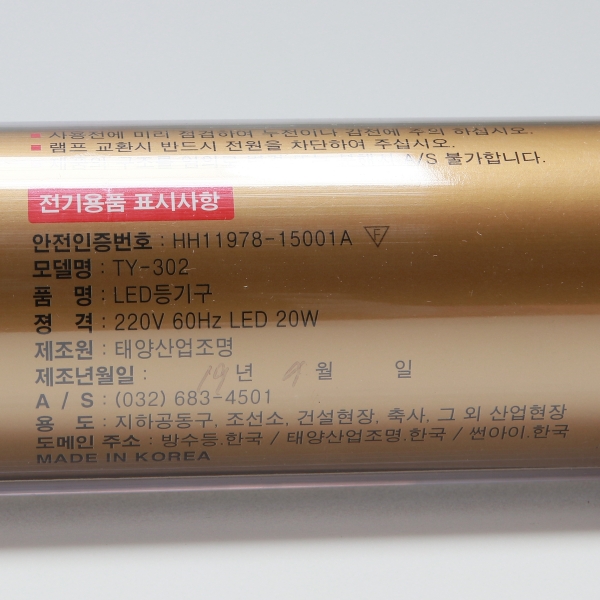 ■ 사용전에 미리 점검하여 누전이나 감전에 주의 하십시오.
■ 램프 교환시 반드시 전원을 차단하여 주십시오.
A/S 불가합니다.
전기용품 표시사항
안전인증번호 : HH11978-15001A F
모델명 : TY-302
품 명 : LED등기구
정 격 : 220V 60Hz LED 20W
제조원 : 태양산업조명
제조년월일 : 19년 9월 일
A / S : (032) 683-4501
용 도 : 지하공동구, 조선소, 건설현장, 축사, 그 외 산업현장
도메인 주소 : 방수등.한국 / 태양산업조명.한국 / 썬아이.한국
MADE IN KOREA